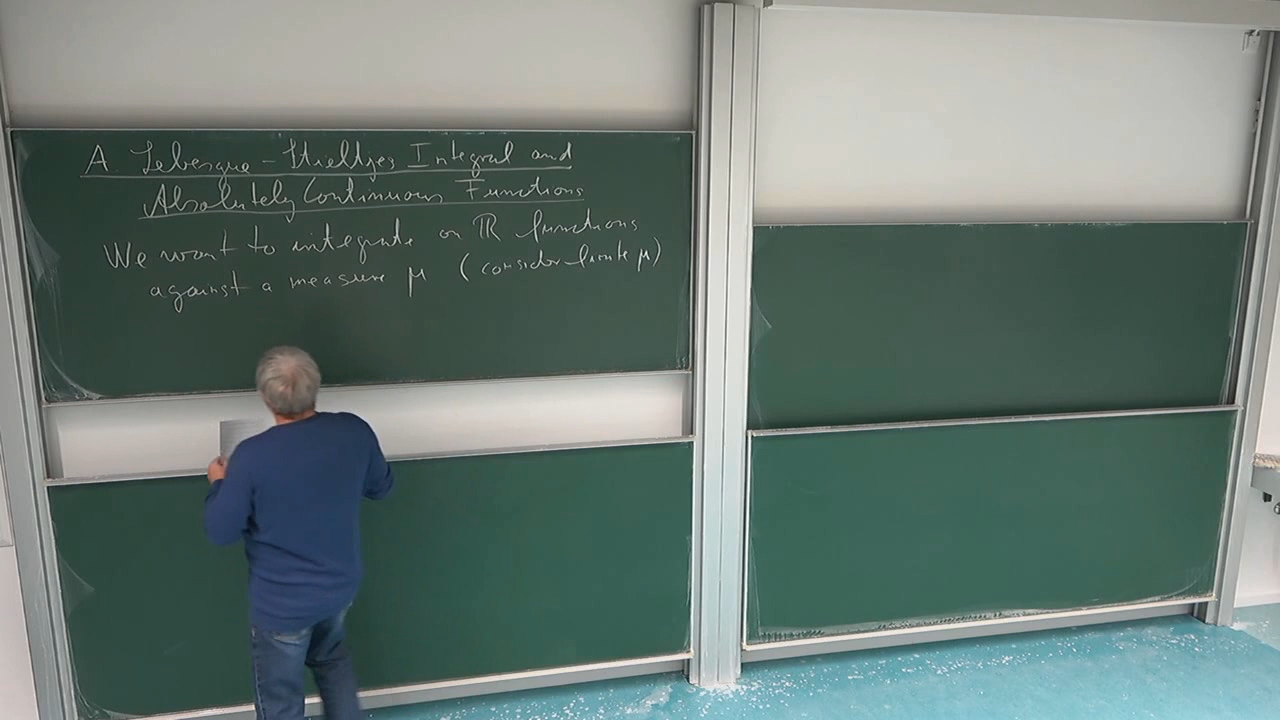 A. Lebesgue - Stieltjes Integral and
Absolutely Continuous Functions
We want to integrate on ℝ functions
against a measure μ (consider finite μ)